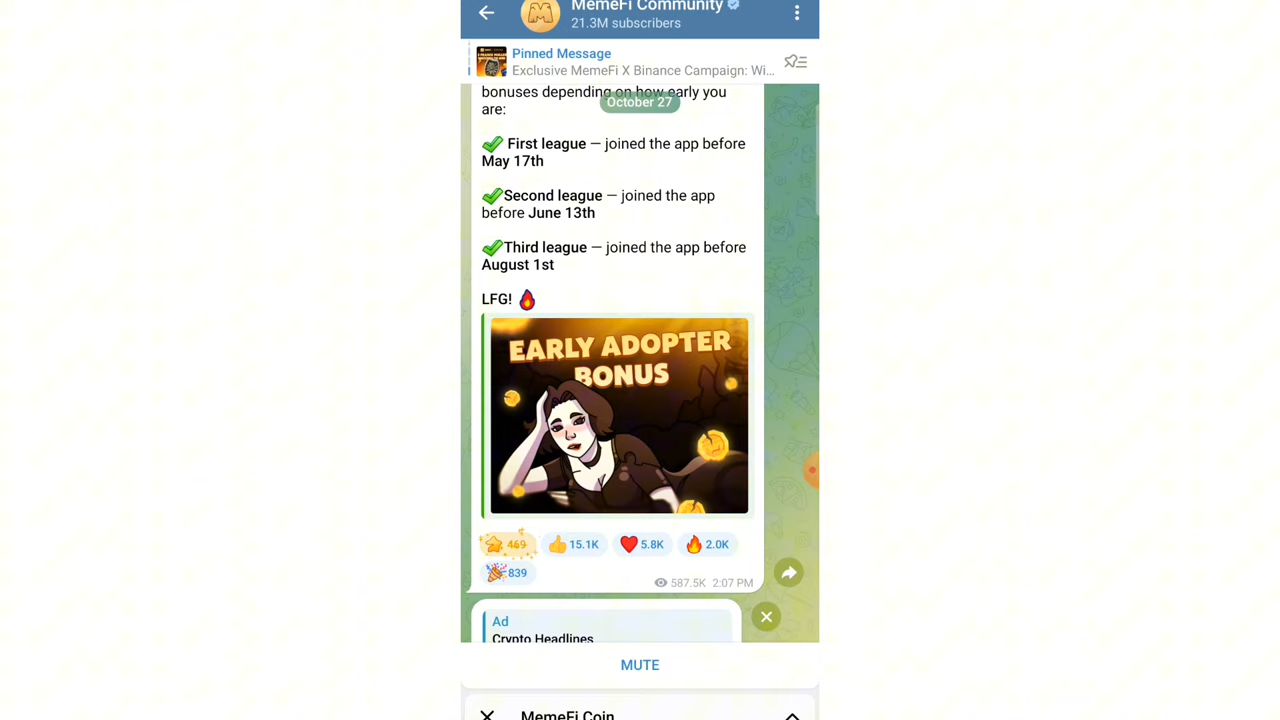 MemeFi Community
21.3M subscribers
Pinned Message
Exclusive MemeFi X Binance Campaign: Wi...
bonuses depending on how early you
October 27
are:
First league — joined the app before
May 17th
Second league — joined the app
before June 13th
Third league — joined the app before
August 1st
LFG!
EARLY ADOPTER
BONUS
469 15.1K 5.8K 2.0K
839
587.5K 2:07 PM
Ad
Crypto Headlines
MUTE
MemeFi Coin